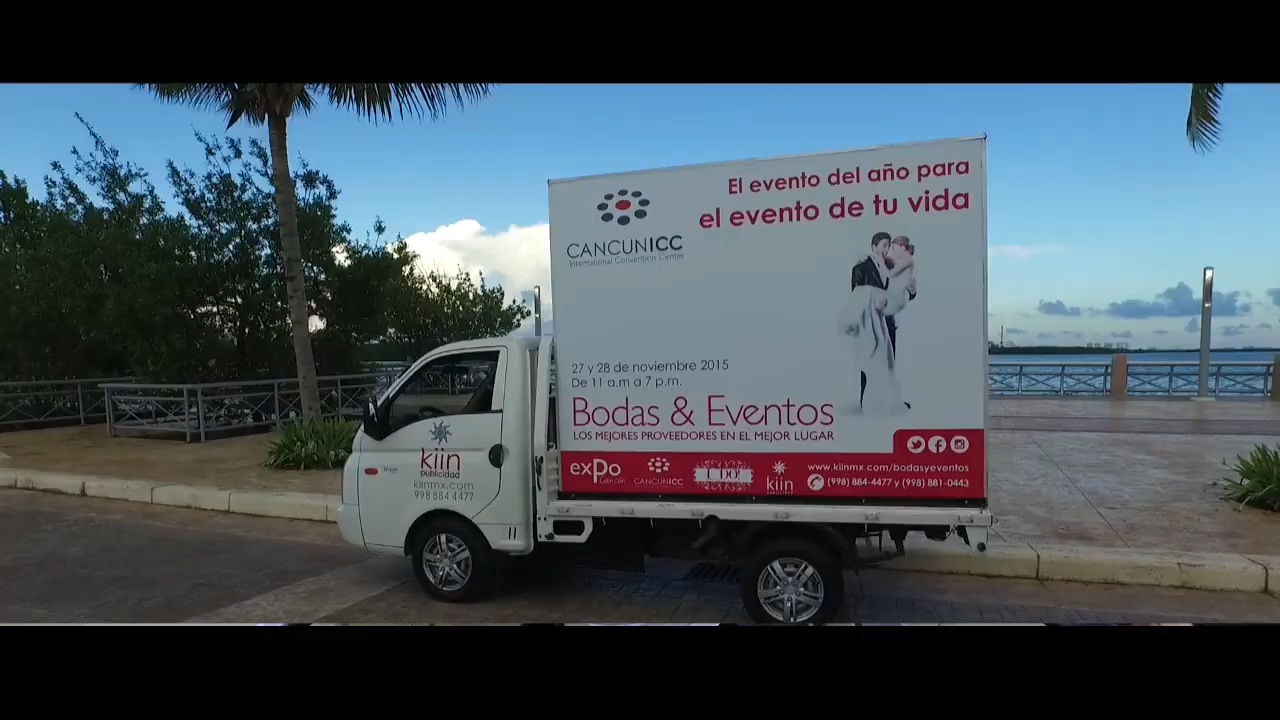 El evento del año para
el evento de tu vida
CANCUNICC
International Convention Center
27 y 28 de noviembre 2015
De 11 a.m a 7 p.m.
Bodas & Eventos
LOS MEJORES PROVEEDORES EN EL MEJOR LUGAR
expo
CANCUNICC
I DO!
kiin
www.kiinmx.com/bodasyeventos
(998) 884-4477 y (998) 881-0443
kiin
publicidad
kiinmx.com
998 884 4477